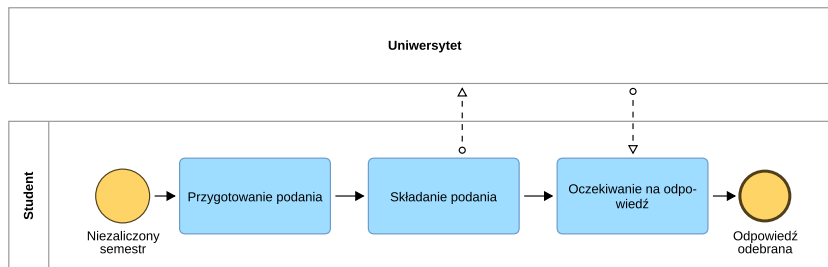 Uniwersytet
Student
Przygotowanie podania
Składanie podania
Oczekiwanie na odpo-
wiedź
Niezaliczony
semestr
Odpowiedź
odebrana